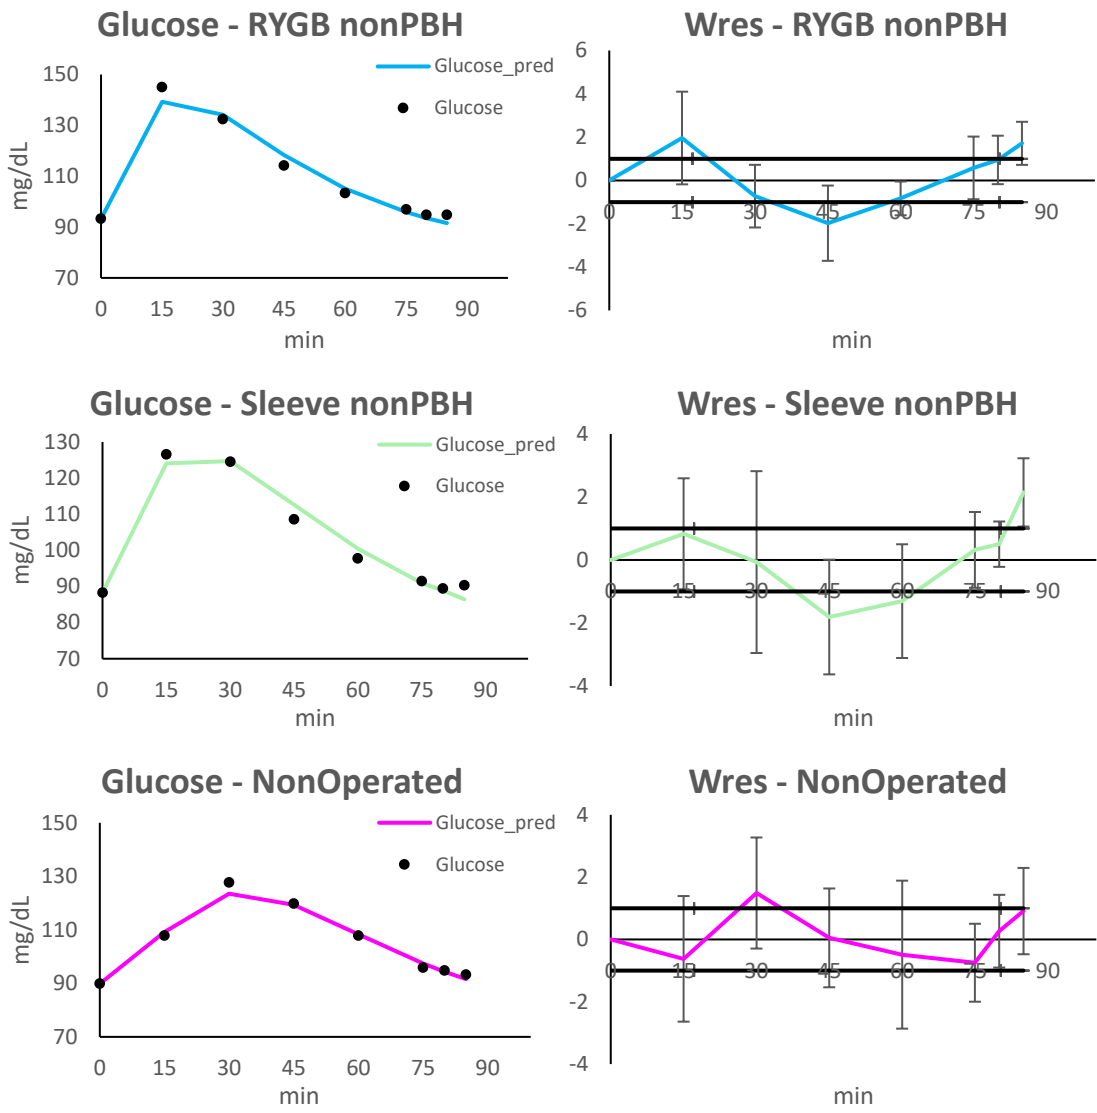 Glucose - RYGB nonPBH
150
130
110
90
70
mg/dL
0 15 30 45 60 75 90
min
Glucose_pred
Glucose
Wres - RYGB nonPBH
6
4
2
0
-2
-4
-6
0 15 30 45 60 75 90
min
Glucose - Sleeve nonPBH
130
120
110
100
90
80
70
mg/dL
0 15 30 45 60 75 90
min
Glucose_pred
Glucose
Wres - Sleeve nonPBH
4
2
0
-2
-4
0 15 30 45 60 75 90
min
Glucose - NonOperated
150
130
110
90
70
mg/dL
0 15 30 45 60 75 90
min
Glucose_pred
Glucose
Wres - NonOperated
4
2
0
-2
-4
0 15 30 45 60 75 90
min